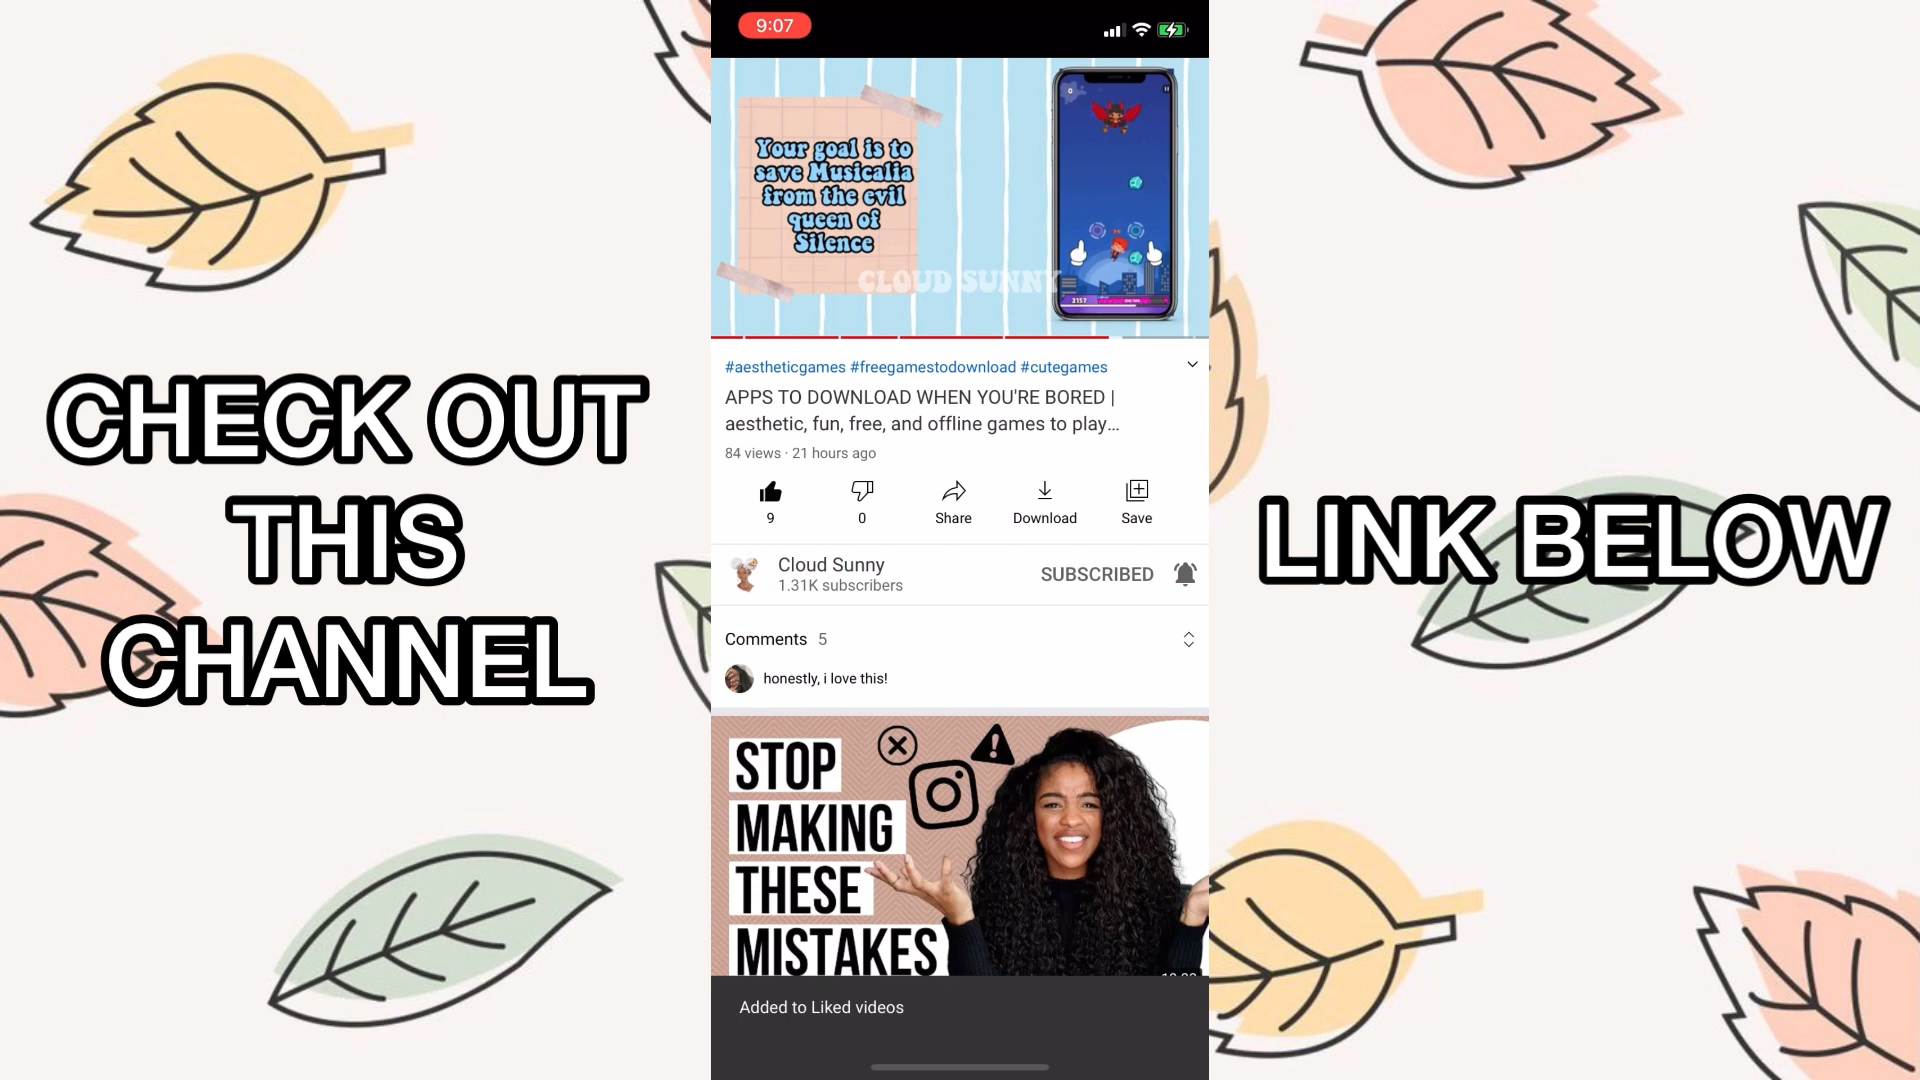 CHECK OUT
THIS
CHANNEL
9:07
Your goal is to
save Musicalia
from the evil
queen of
Silence
CLOUD SUNNY
0
2157
#aestheticgames #freegamestodownload #cutegames
APPS TO DOWNLOAD WHEN YOU'RE BORED |
aesthetic, fun, free, and offline games to play...
84 views · 21 hours ago
9
0
Share
Download
Save
Cloud Sunny
1.31K subscribers
SUBSCRIBED
Comments 5
honestly, i love this!
STOP
MAKING
THESE
MISTAKES
Added to Liked videos
LINK BELOW